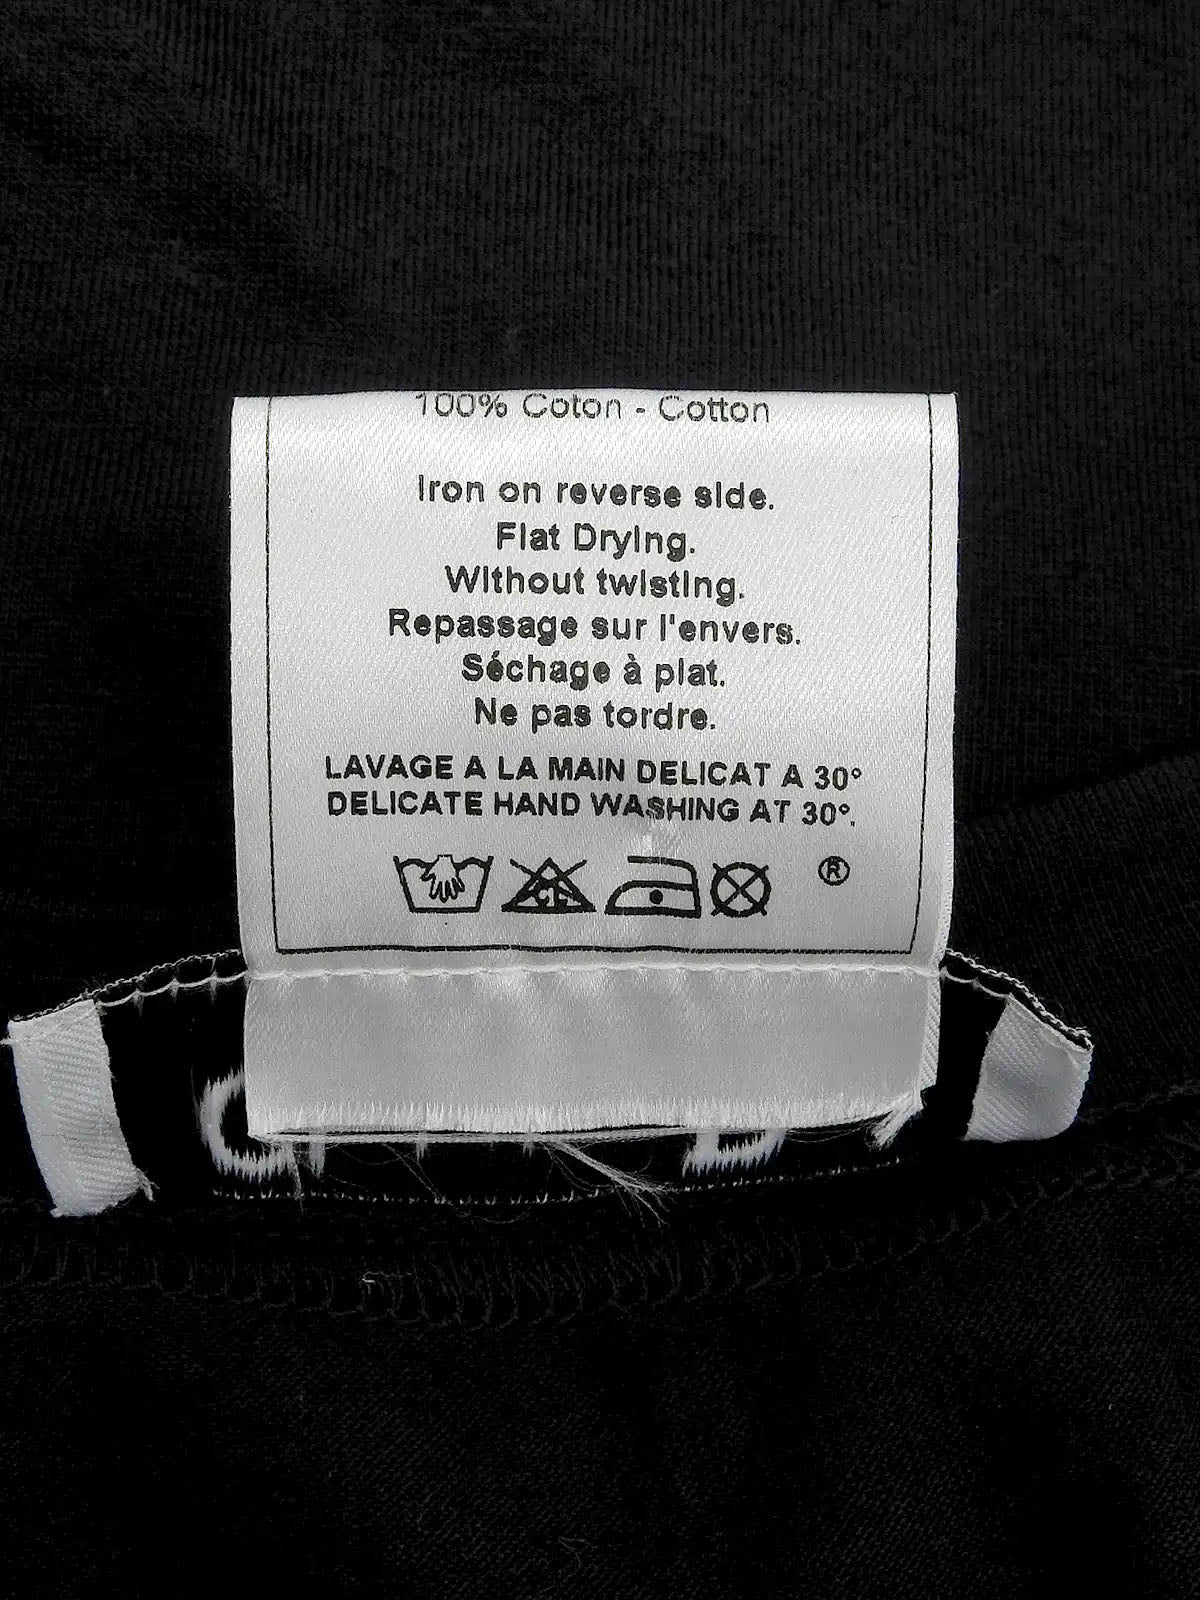 100% Coton - Cotton
Iron on reverse side.
Flat Drying.
Without twisting.
Repassage sur l'envers.
Séchage à plat.
Ne pas tordre.
LAVAGE A LA MAIN DELICAT A 30°
DELICATE HAND WASHING AT 30°.
CL ®